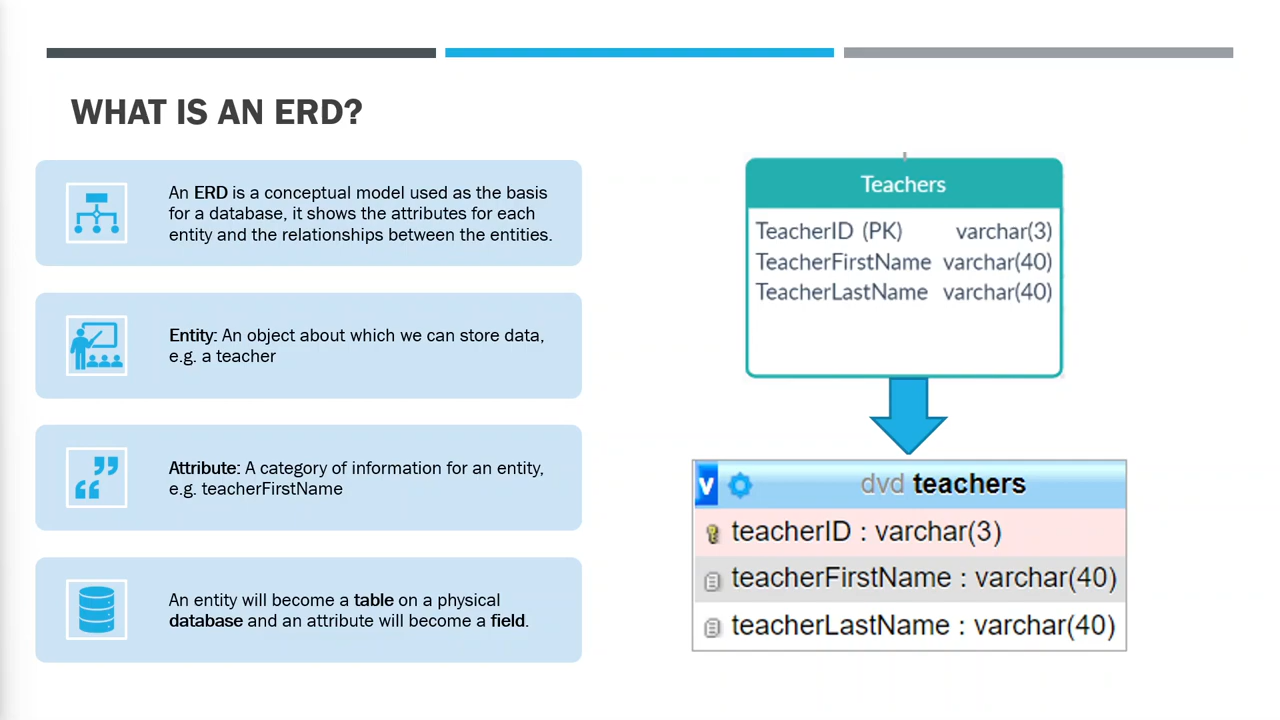 WHAT IS AN ERD?
An ERD is a conceptual model used as the basis
for a database, it shows the attributes for each
entity and the relationships between the entities.
Entity: An object about which we can store data,
e.g. a teacher
Attribute: A category of information for an entity,
e.g. teacherFirstName
An entity will become a table on a physical
database and an attribute will become a field.
Teachers
TeacherID (PK) varchar(3)
TeacherFirstName varchar(40)
TeacherLastName varchar(40)
v dvd teachers
teacherID : varchar(3)
teacherFirstName : varchar(40)
teacherLastName : varchar(40)